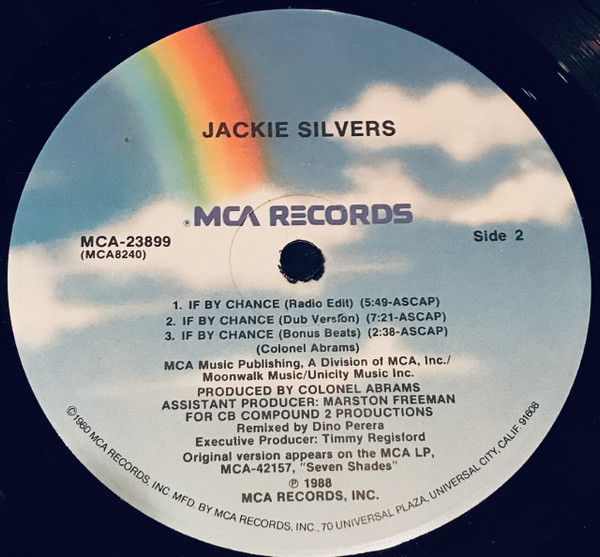 JACKIE SILVERS
℗ MCA RECORDS
MCA-23899
(MCA8240)
Side 2
1. IF BY CHANCE (Radio Edit) (5:49-ASCAP)
2. IF BY CHANCE (Dub Version) (7:21-ASCAP)
3. IF BY CHANCE (Bonus Beats) (2:38-ASCAP)
(Colonel Abrams)
MCA Music Publishing, A Division of MCA, Inc./
Moonwalk Music/Unicity Music Inc.
PRODUCED BY COLONEL ABRAMS
ASSISTANT PRODUCER: MARSTON FREEMAN
FOR CB COMPOUND 2 PRODUCTIONS
Remixed by Dino Perera
Executive Producer: Timmy Regisford
Original version appears on the MCA LP,
MCA-42157, "Seven Shades"
℗ 1988
MCA RECORDS, INC.
©1980 MCA RECORDS, INC. MFD. BY MCA RECORDS, INC., 70 UNIVERSAL PLAZA, UNIVERSAL CITY, CALIF. 91608